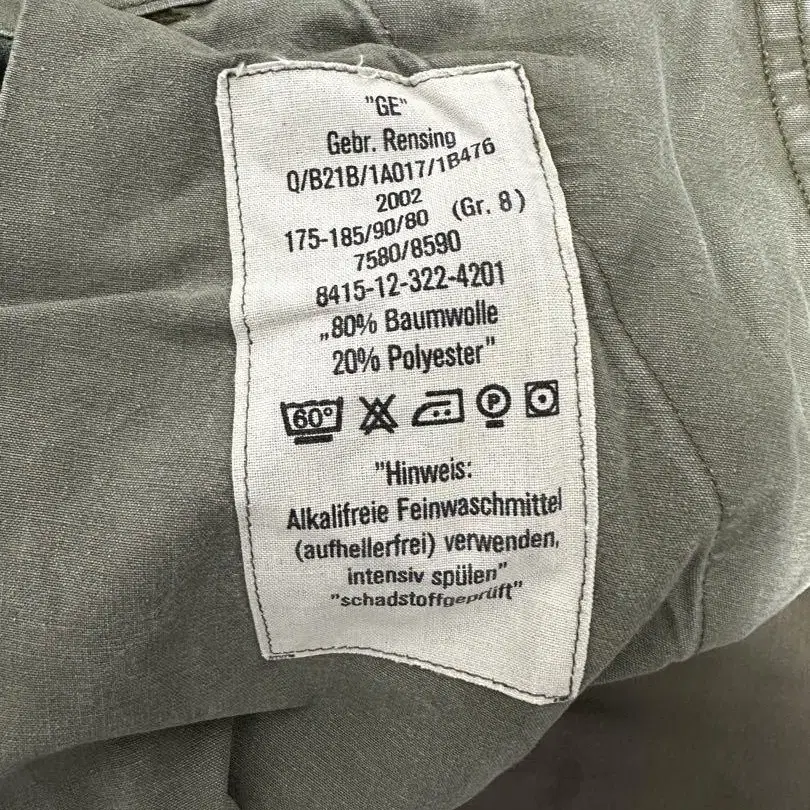 "GE"
Gebr. Rensing
Q/B21B/1A017/1B476
2002
175-185/90/80 (Gr. 8)
7580/8590
8415-12-322-4201
„80% Baumwolle
20% Polyester"
60° P
"Hinweis:
Alkalifreie Feinwaschmittel
(aufhellerfrei) verwenden,
intensiv spülen"
"schadstoffgeprüft"